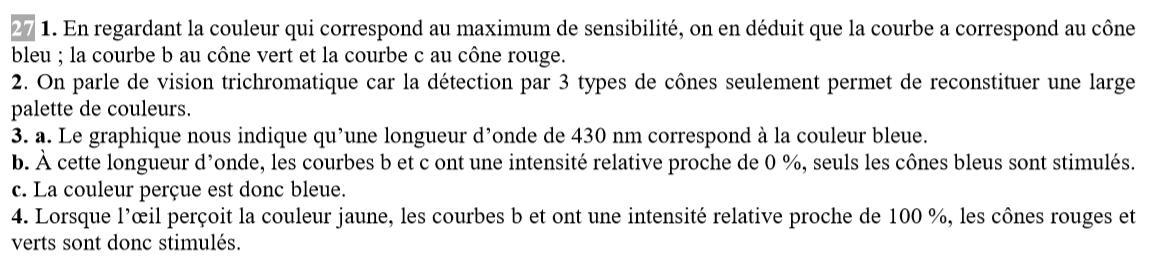 27 1. En regardant la couleur qui correspond au maximum de sensibilité, on en déduit que la courbe a correspond au cône
bleu ; la courbe b au cône vert et la courbe c au cône rouge.
2. On parle de vision trichromatique car la détection par 3 types de cônes seulement permet de reconstituer une large
palette de couleurs.
3. a. Le graphique nous indique qu’une longueur d’onde de 430 nm correspond à la couleur bleue.
b. À cette longueur d’onde, les courbes b et c ont une intensité relative proche de 0 %, seuls les cônes bleus sont stimulés.
c. La couleur perçue est donc bleue.
4. Lorsque l’œil perçoit la couleur jaune, les courbes b et ont une intensité relative proche de 100 %, les cônes rouges et
verts sont donc stimulés.